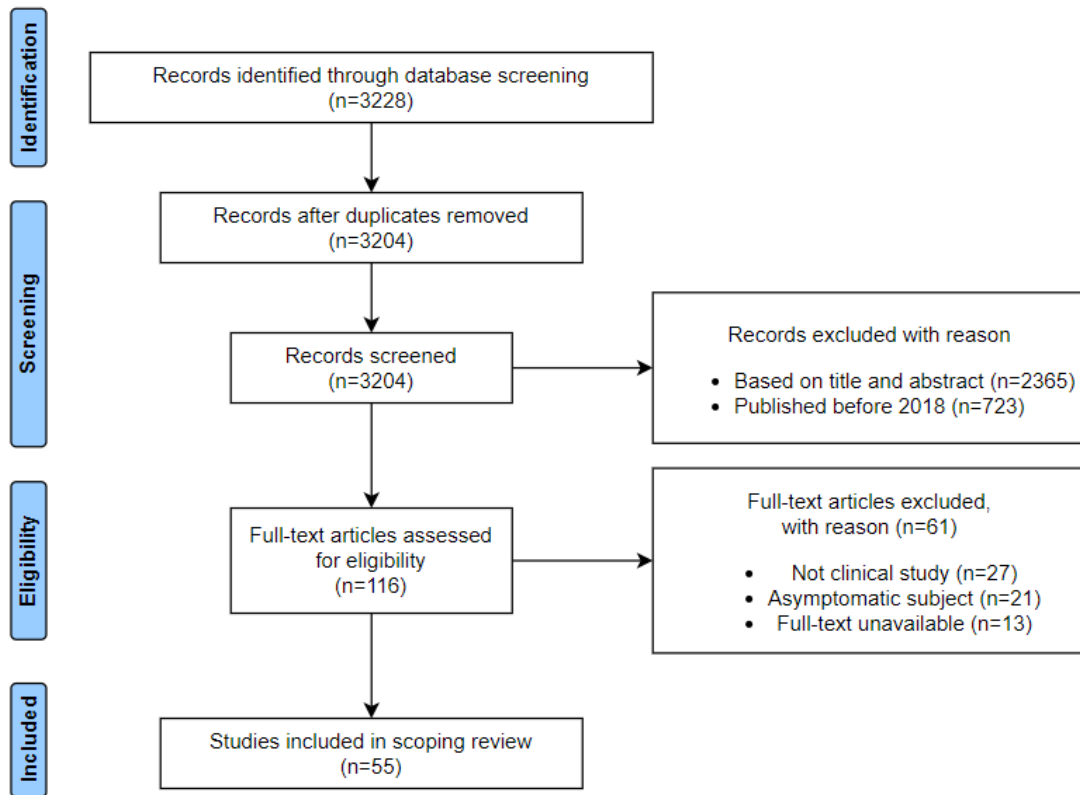 Identification
Records identified through database screening
(n=3228)
Screening
Records after duplicates removed
(n=3204)
Records screened
(n=3204)
Records excluded with reason
• Based on title and abstract (n=2365)
• Published before 2018 (n=723)
Eligibility
Full-text articles assessed
for eligibility
(n=116)
Full-text articles excluded,
with reason (n=61)
• Not clinical study (n=27)
• Asymptomatic subject (n=21)
• Full-text unavailable (n=13)
Included
Studies included in scoping review
(n=55)